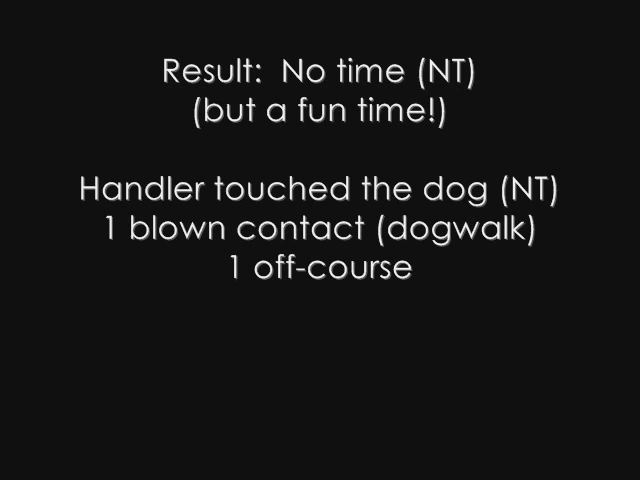 Result:  No time (NT)
(but a fun time!)
Handler touched the dog (NT)
1 blown contact (dogwalk)
1 off-course